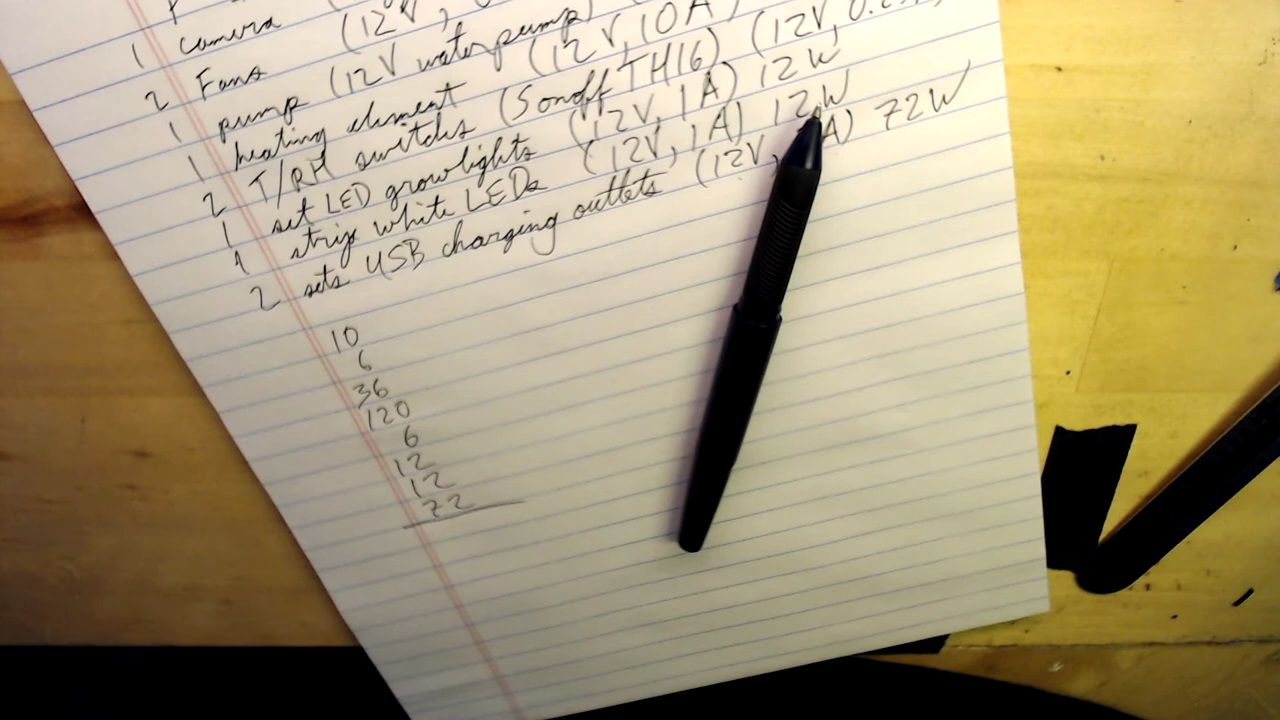 1 camera (12V,
2 Fans
1 pump (12V water pump)
1 heating element (12V, 10A)
2 T/RH switches (Sonoff TH16) (12V, 0.25A)
1 set LED growlights (12V, 1A) 12W
1 strip white LEDs (12V, 1A) 12W
2 sets USB charging outlets (12V, A) 72W
10
6
36
120
6
12
12
72